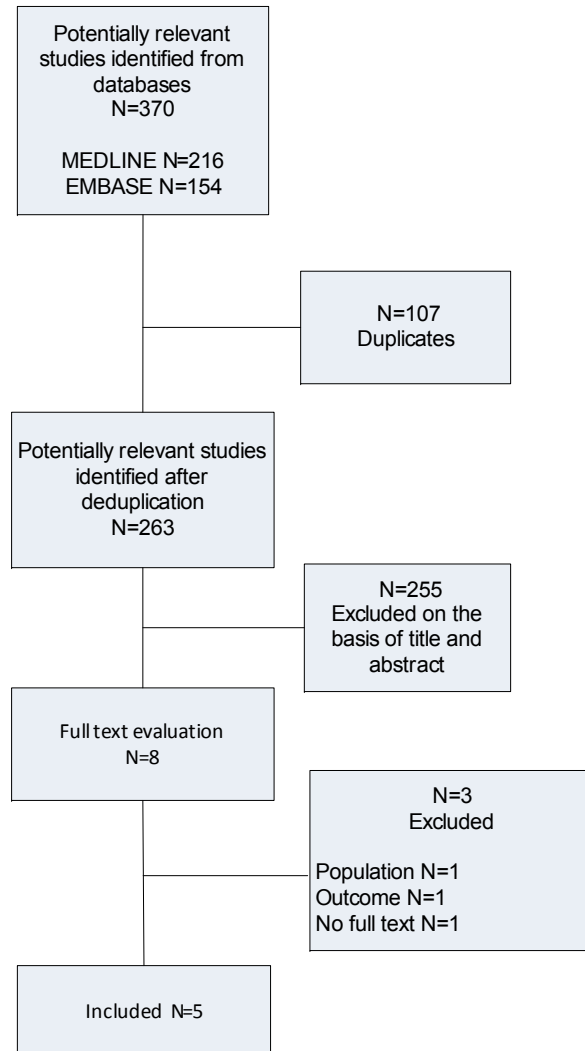 Potentially relevant
studies identified from
databases
N=370
MEDLINE N=216
EMBASE N=154
N=107
Duplicates
Potentially relevant studies
identified after
deduplication
N=263
N=255
Excluded on the
basis of title and
abstract
Full text evaluation
N=8
N=3
Excluded
Population N=1
Outcome N=1
No full text N=1
Included N=5